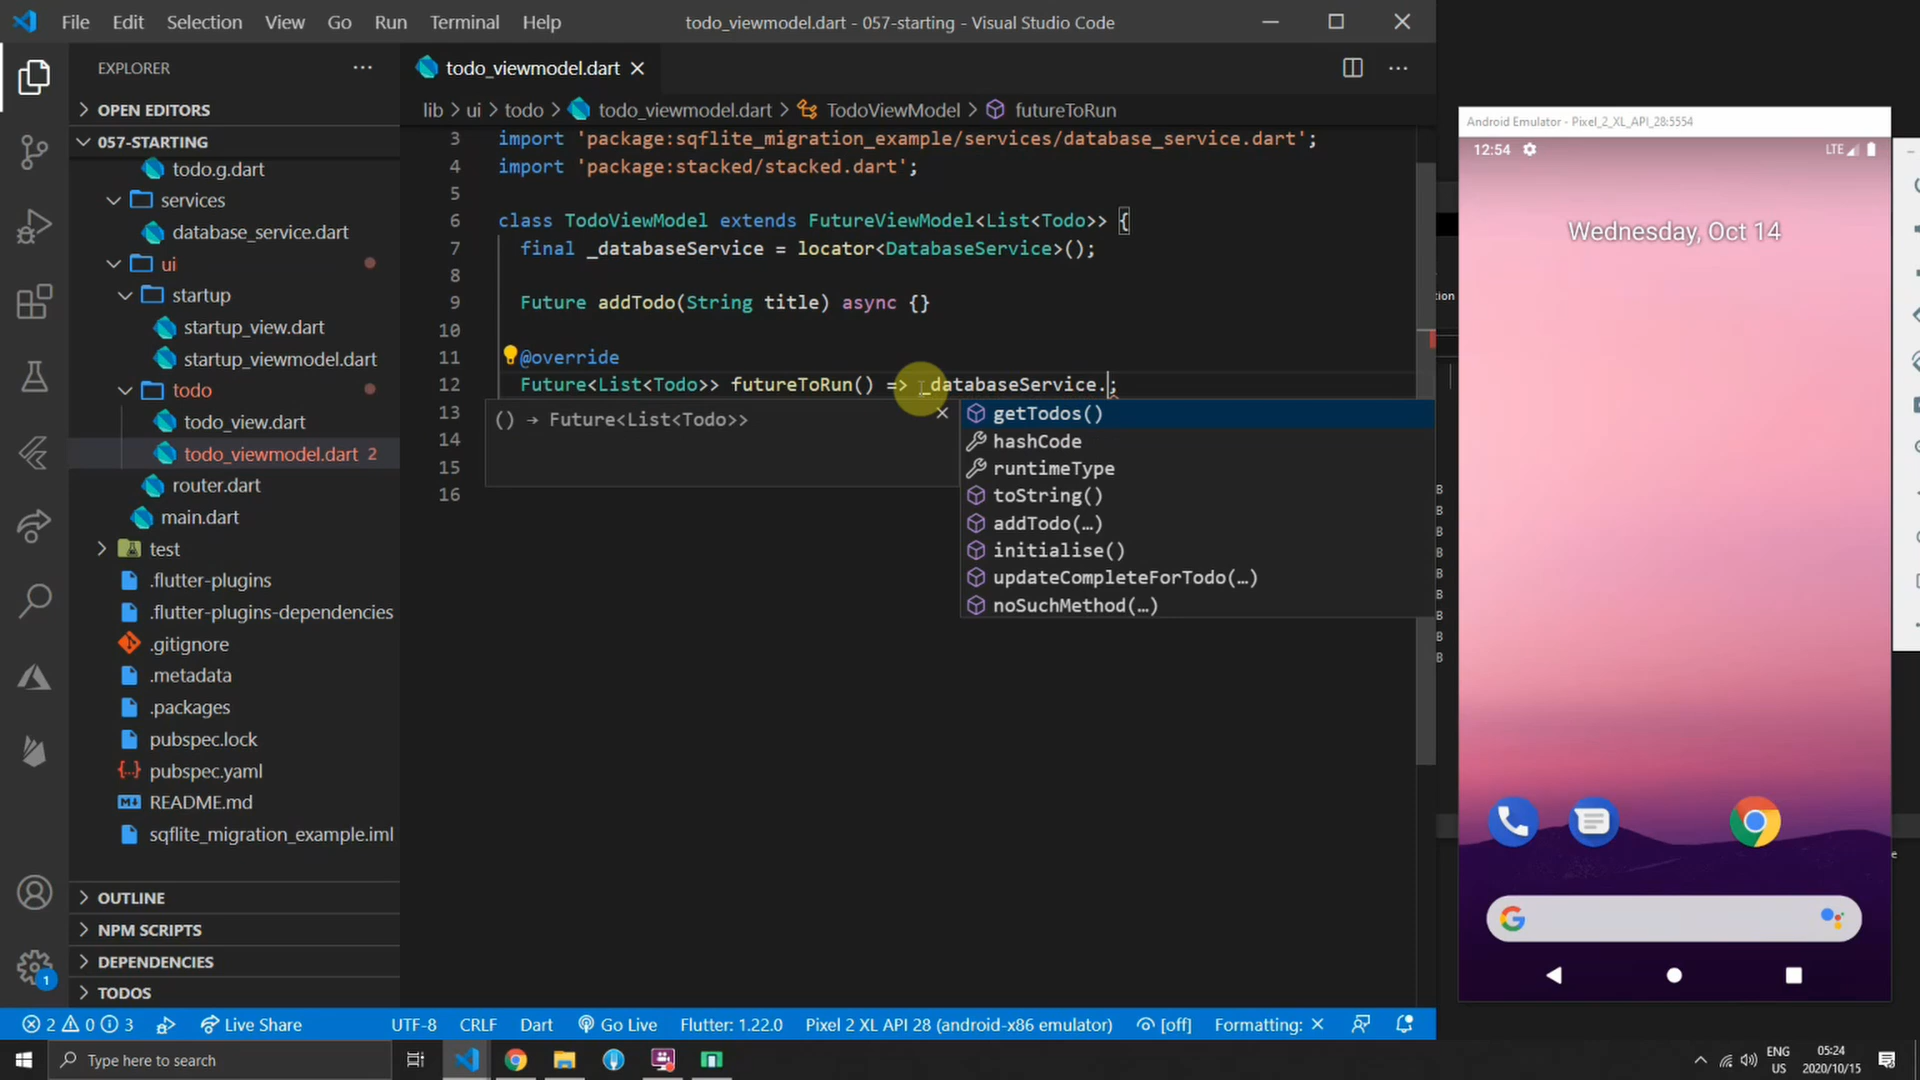 File Edit Selection View Go Run Terminal Help
todo_viewmodel.dart - 057-starting - Visual Studio Code
EXPLORER
OPEN EDITORS
057-STARTING
todo.g.dart
services
database_service.dart
ui
startup
startup_view.dart
startup_viewmodel.dart
todo
todo_view.dart
todo_viewmodel.dart 2
router.dart
main.dart
test
.flutter-plugins
.flutter-plugins-dependencies
.gitignore
.metadata
.packages
pubspec.lock
pubspec.yaml
README.md
sqflite_migration_example.iml
OUTLINE
NPM SCRIPTS
DEPENDENCIES
TODOS
1
todo_viewmodel.dart
lib > ui > todo > todo_viewmodel.dart > TodoViewModel > futureToRun
3 import 'package:sqflite_migration_example/services/database_service.dart';
4 import 'package:stacked/stacked.dart';
5
6 class TodoViewModel extends FutureViewModel<List<Todo>> {
7 final _databaseService = locator<DatabaseService>();
8
9 Future addTodo(String title) async {}
10
11 @override
12 Future<List<Todo>> futureToRun() => _databaseService.;
13
14
15
16
() → Future<List<Todo>>
getTodos()
hashCode
runtimeType
toString()
addTodo(…)
initialise()
updateCompleteForTodo(…)
noSuchMethod(…)
Android Emulator - Pixel_2_XL_API_28:5554
12:54
LTE
Wednesday, Oct 14
G
tion
B
B
B
B
B
B
B
B
B
e
2 0 3 Live Share UTF-8 CRLF Dart Go Live Flutter: 1.22.0 Pixel 2 XL API 28 (android-x86 emulator) [off] Formatting: ×
Type here to search
ENG
US
05:24
2020/10/15